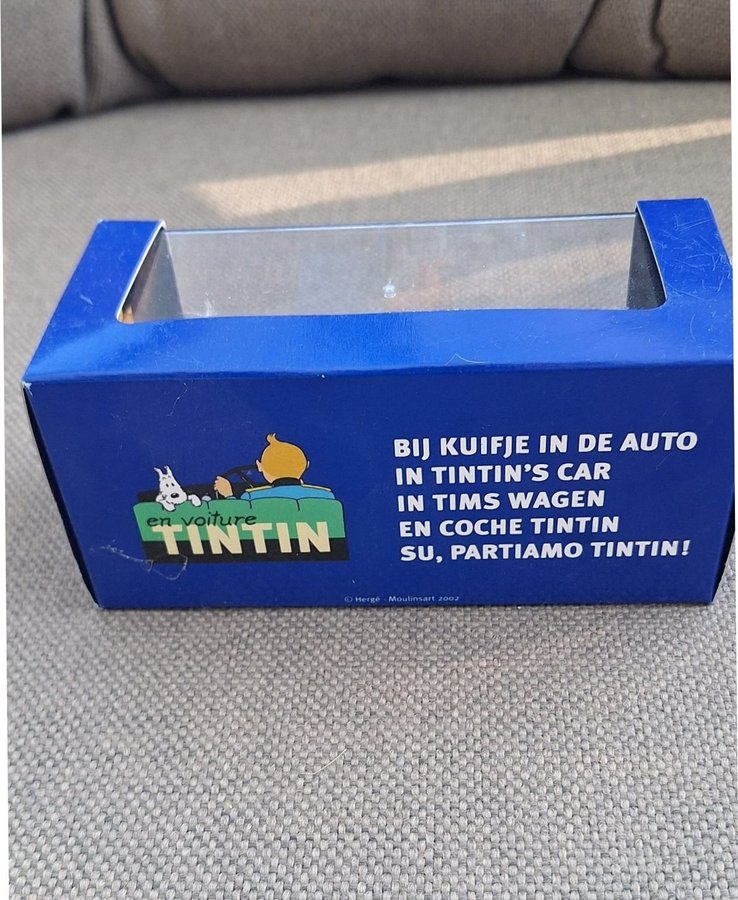 en voiture
TINTIN
BIJ KUIFJE IN DE AUTO
IN TINTIN'S CAR
IN TIMS WAGEN
EN COCHE TINTIN
SU, PARTIAMO TINTIN!
© Hergé - Moulinsart 2002